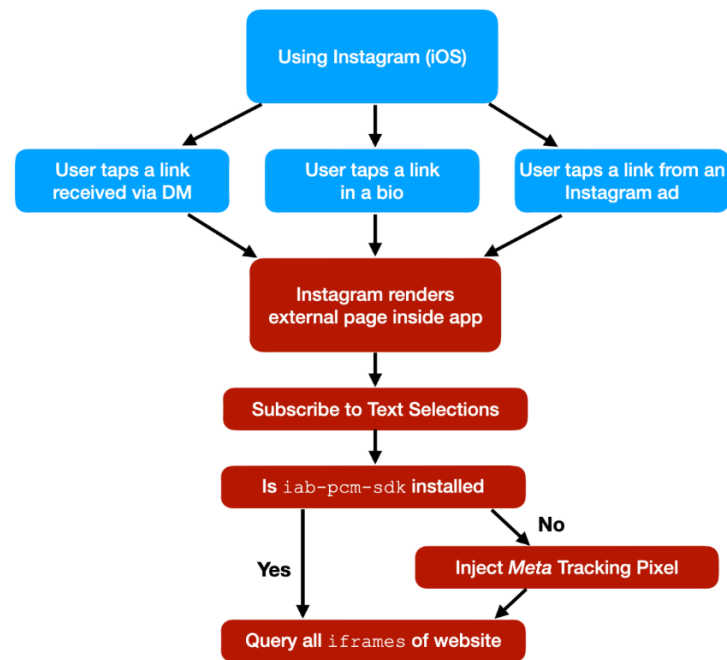 Using Instagram (iOS)
User taps a link
received via DM
User taps a link
in a bio
User taps a link from an
Instagram ad
Instagram renders
external page inside app
Subscribe to Text Selections
Is iab-pcm-sdk installed
No
Yes
Inject Meta Tracking Pixel
Query all iframes of website